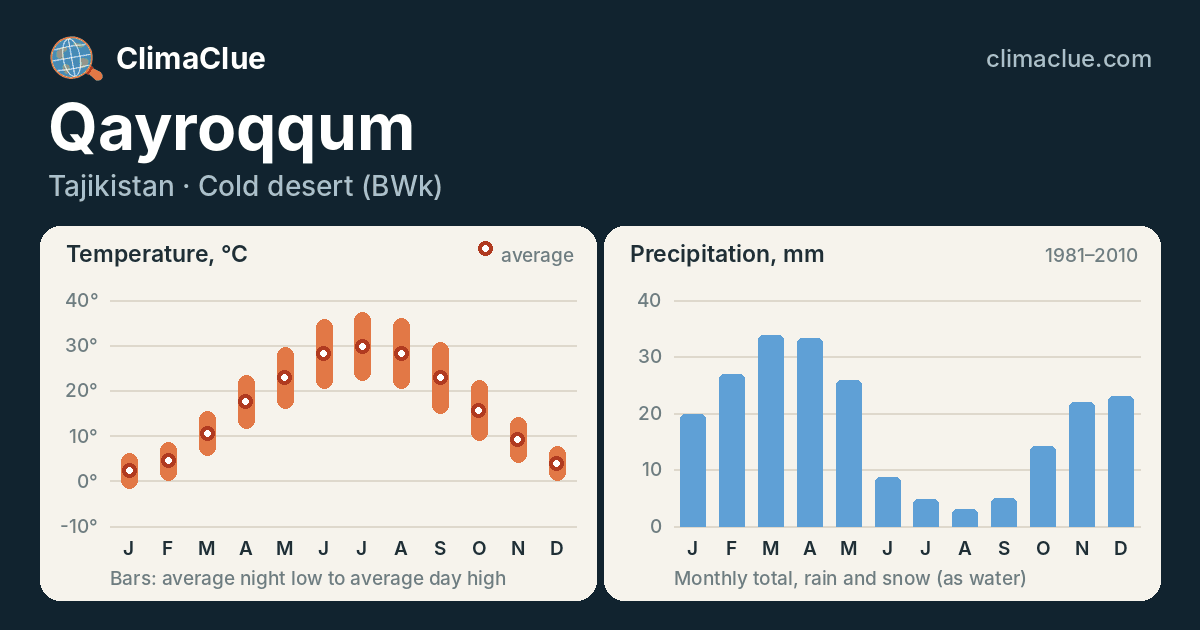 ClimaClue
climaclue.com
Qayroqqum
Tajikistan · Cold desert (BWk)
Temperature, °C
average
40°
30°
20°
10°
0°
-10°
J F M A M J J A S O N D
Bars: average night low to average day high
Precipitation, mm
1981–2010
40
30
20
10
0
J F M A M J J A S O N D
Monthly total, rain and snow (as water)